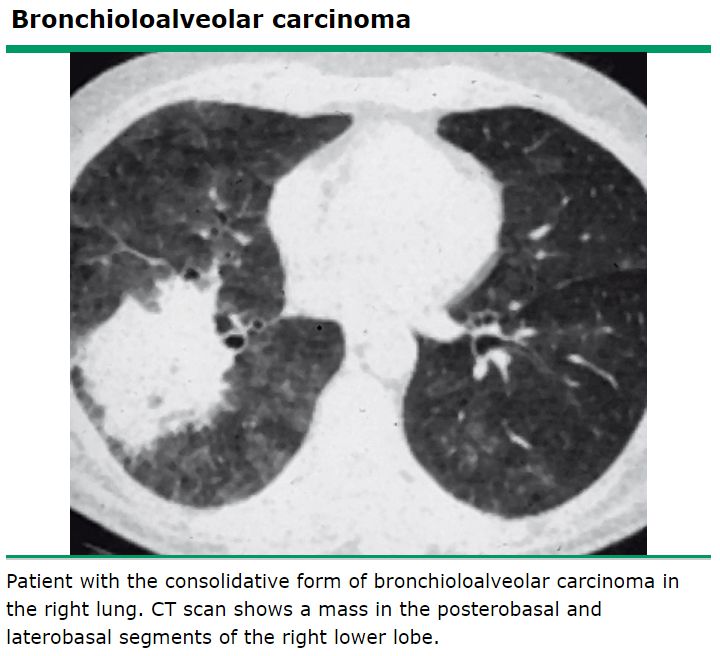 Bronchioloalveolar carcinoma
Patient with the consolidative form of bronchioloalveolar carcinoma in
the right lung. CT scan shows a mass in the posterobasal and
laterobasal segments of the right lower lobe.